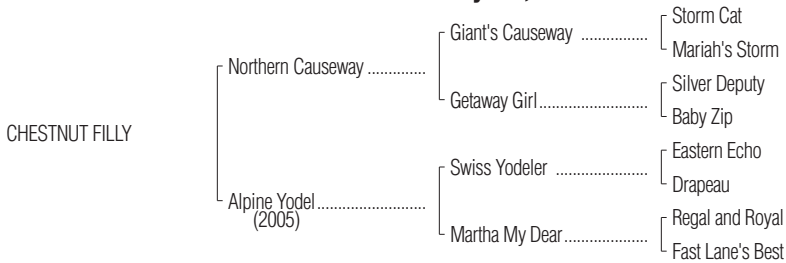 Storm Cat
Giant's Causeway ................
Mariah's Storm
Northern Causeway ..............
Silver Deputy
Getaway Girl..........................
Baby Zip
CHESTNUT FILLY
Eastern Echo
Swiss Yodeler ......................
Drapeau
Alpine Yodel..........................
(2005)
Regal and Royal
Martha My Dear....................
Fast Lane's Best